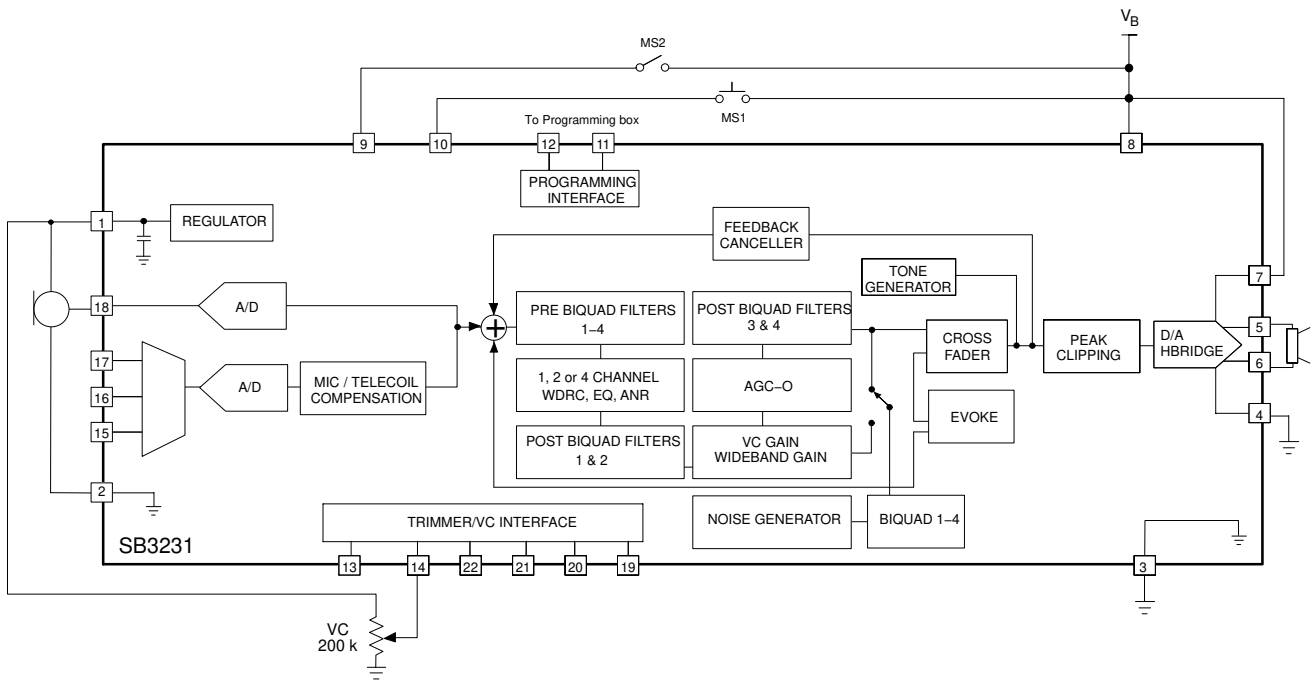 V_B
MS2
MS1
To Programming box
9
10
12
11
8
PROGRAMMING
INTERFACE
1
REGULATOR
FEEDBACK
CANCELLER
TONE
GENERATOR
7
18
A/D
PRE BIQUAD FILTERS
1–4
POST BIQUAD FILTERS
3 & 4
CROSS
FADER
PEAK
CLIPPING
D/A
HBRIDGE
5
6
17
16
15
A/D
MIC / TELECOIL
COMPENSATION
1, 2 or 4 CHANNEL
WDRC, EQ, ANR
AGC–O
EVOKE
4
POST BIQUAD FILTERS
1 & 2
VC GAIN
WIDEBAND GAIN
2
NOISE GENERATOR
BIQUAD 1–4
TRIMMER/VC INTERFACE
SB3231
13
14
22
21
20
19
3
VC
200 k